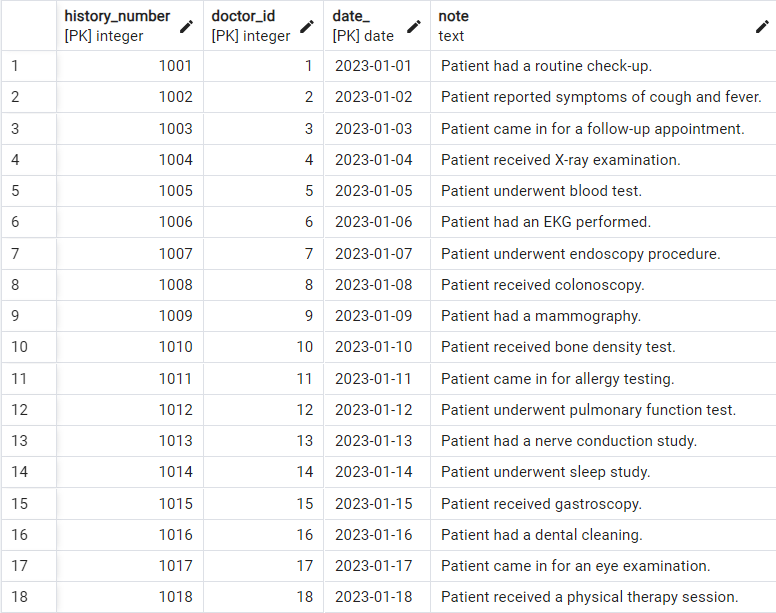 history_number doctor_id date_ note
[PK] integer [PK] integer [PK] date text
1 1001 1 2023-01-01 Patient had a routine check-up.
2 1002 2 2023-01-02 Patient reported symptoms of cough and fever.
3 1003 3 2023-01-03 Patient came in for a follow-up appointment.
4 1004 4 2023-01-04 Patient received X-ray examination.
5 1005 5 2023-01-05 Patient underwent blood test.
6 1006 6 2023-01-06 Patient had an EKG performed.
7 1007 7 2023-01-07 Patient underwent endoscopy procedure.
8 1008 8 2023-01-08 Patient received colonoscopy.
9 1009 9 2023-01-09 Patient had a mammography.
10 1010 10 2023-01-10 Patient received bone density test.
11 1011 11 2023-01-11 Patient came in for allergy testing.
12 1012 12 2023-01-12 Patient underwent pulmonary function test.
13 1013 13 2023-01-13 Patient had a nerve conduction study.
14 1014 14 2023-01-14 Patient underwent sleep study.
15 1015 15 2023-01-15 Patient received gastroscopy.
16 1016 16 2023-01-16 Patient had a dental cleaning.
17 1017 17 2023-01-17 Patient came in for an eye examination.
18 1018 18 2023-01-18 Patient received a physical therapy session.